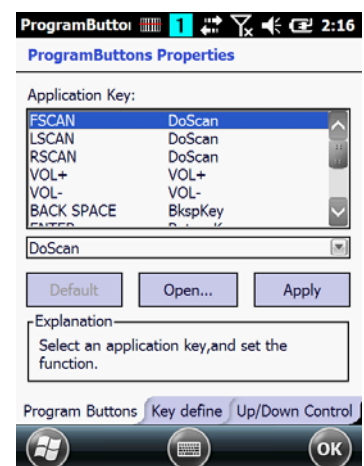 ProgramButto 1 2:16
ProgramButtons Properties
Application Key:
FSCAN DoScan
LSCAN DoScan
RSCAN DoScan
VOL+ VOL+
VOL- VOL-
BACK SPACE BkspKey
DoScan
Default Open... Apply
Explanation
Select an application key,and set the
function.
Program Buttons Key define Up/Down Control
OK